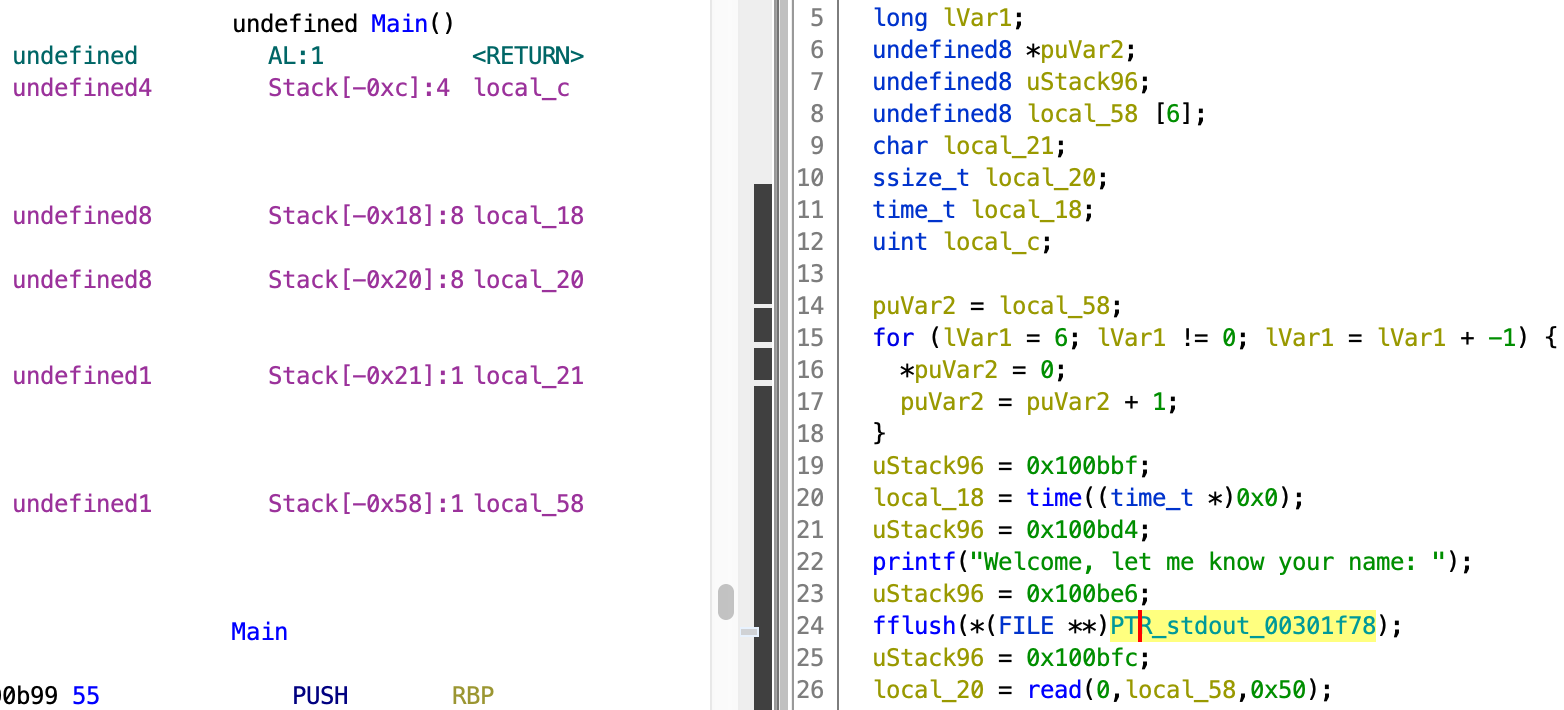 undefined Main()
undefined AL:1 <RETURN>
undefined4 Stack[-0xc]:4 local_c
undefined8 Stack[-0x18]:8 local_18
undefined8 Stack[-0x20]:8 local_20
undefined1 Stack[-0x21]:1 local_21
undefined1 Stack[-0x58]:1 local_58
Main
00b99 55 PUSH RBP
5 long lVar1;
6 undefined8 *puVar2;
7 undefined8 uStack96;
8 undefined8 local_58 [6];
9 char local_21;
10 ssize_t local_20;
11 time_t local_18;
12 uint local_c;
13
14 puVar2 = local_58;
15 for (lVar1 = 6; lVar1 != 0; lVar1 = lVar1 + -1) {
16 *puVar2 = 0;
17 puVar2 = puVar2 + 1;
18 }
19 uStack96 = 0x100bbf;
20 local_18 = time((time_t *)0x0);
21 uStack96 = 0x100bd4;
22 printf("Welcome, let me know your name: ");
23 uStack96 = 0x100be6;
24 fflush(*(FILE **)PTR_stdout_00301f78);
25 uStack96 = 0x100bfc;
26 local_20 = read(0,local_58,0x50);